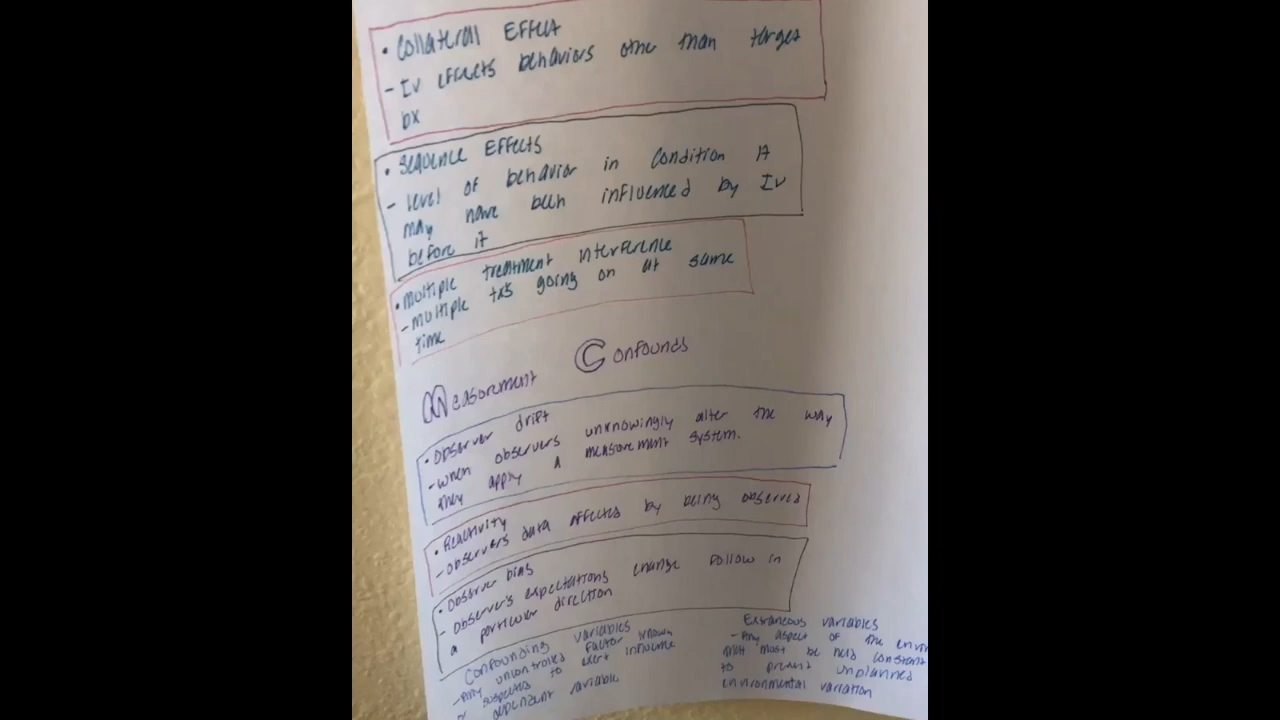 • Collateral Effect
- IV effects behaviors other than target
bx
• Sequence Effects
- level of behavior in condition A
may have been influenced by IV
before it
• Multiple treatment interference
- multiple txs going on at same
time
Measurement Confounds
• Observer drift
- when observers unknowingly alter the way
they apply a measurement system.
• Reactivity
- observers data affected by being observed
• Observer bias
- Observer's expectations change follow in
a particular direction
Confounding variables
- Any uncontrolled factor known
or suspected to exert influence
dependent variable
Extraneous variables
- Any aspect of the envir
that must be held constant
to prevent unplanned
environmental variation